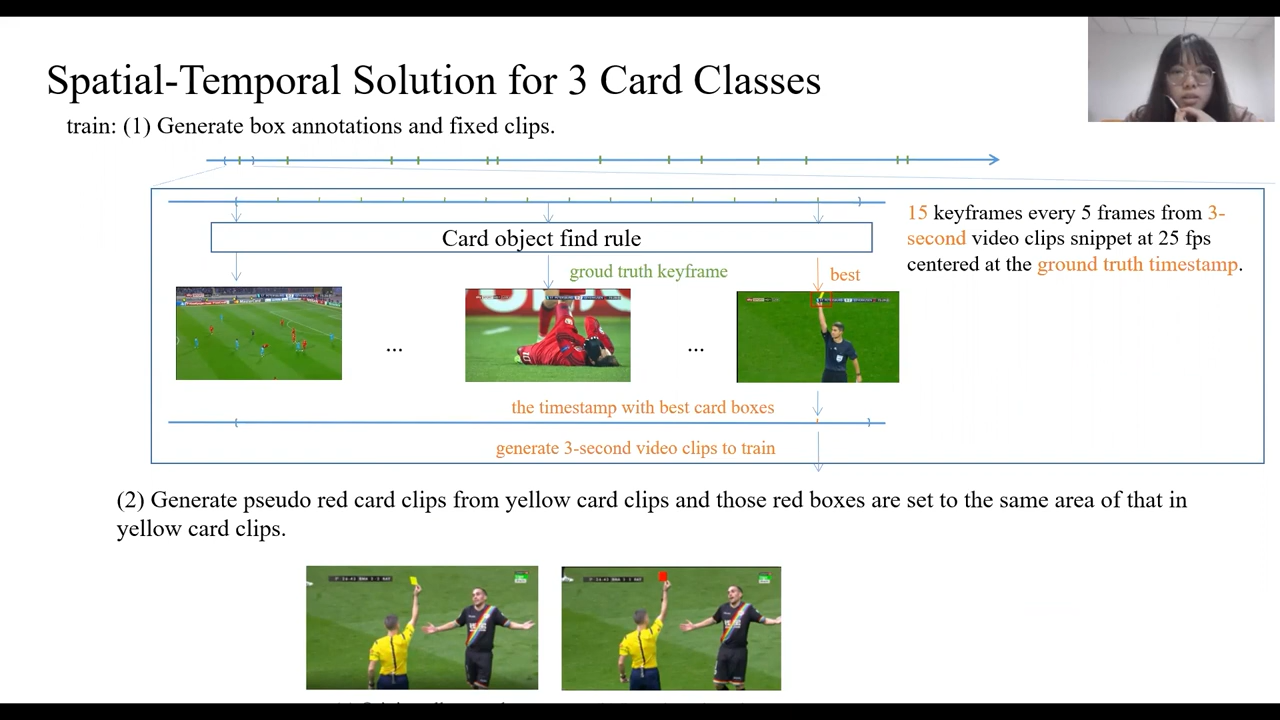 Spatial-Temporal Solution for 3 Card Classes
train: (1) Generate box annotations and fixed clips.
Card object find rule
15 keyframes every 5 frames from 3-
second video clips snippet at 25 fps
centered at the ground truth timestamp.
groud truth keyframe
best
...
...
the timestamp with best card boxes
generate 3-second video clips to train
(2) Generate pseudo red card clips from yellow card clips and those red boxes are set to the same area of that in
yellow card clips.